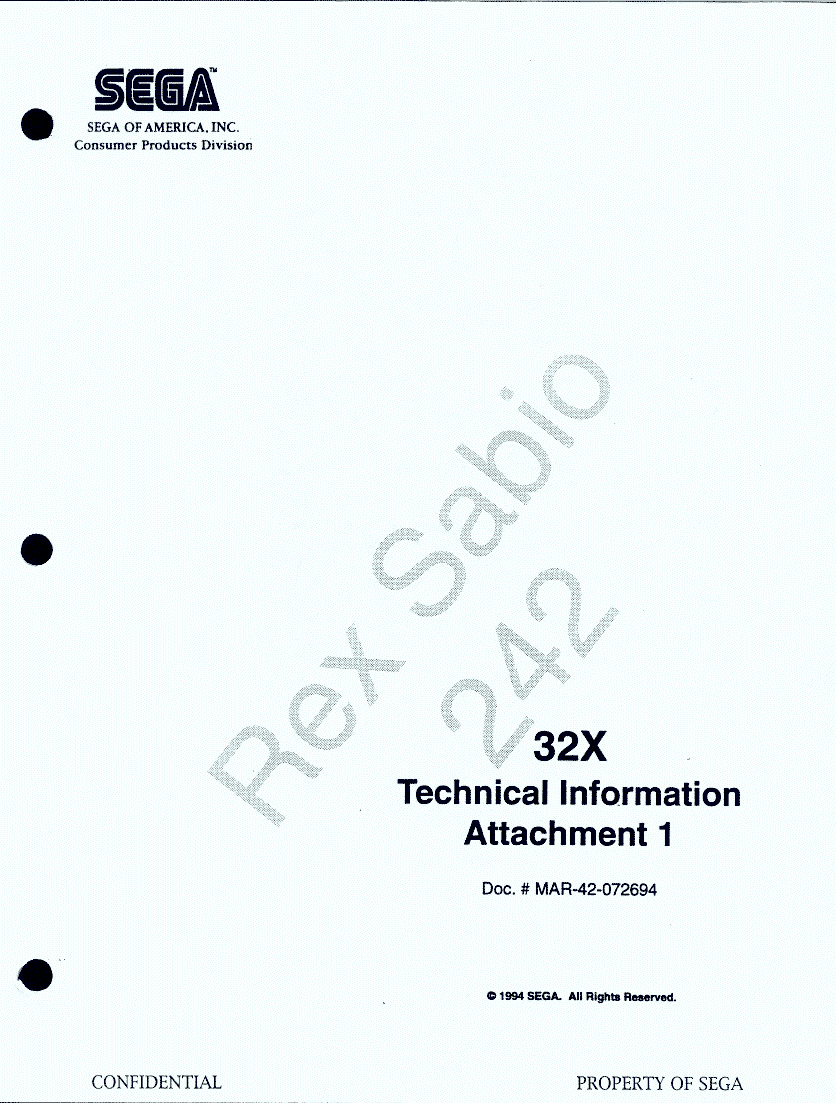 SEGA™
SEGA OF AMERICA, INC.
Consumer Products Division
Rex Sabio
242
32X
Technical Information
Attachment 1
Doc. # MAR-42-072694
© 1994 SEGA. All Rights Reserved.
CONFIDENTIAL
PROPERTY OF SEGA